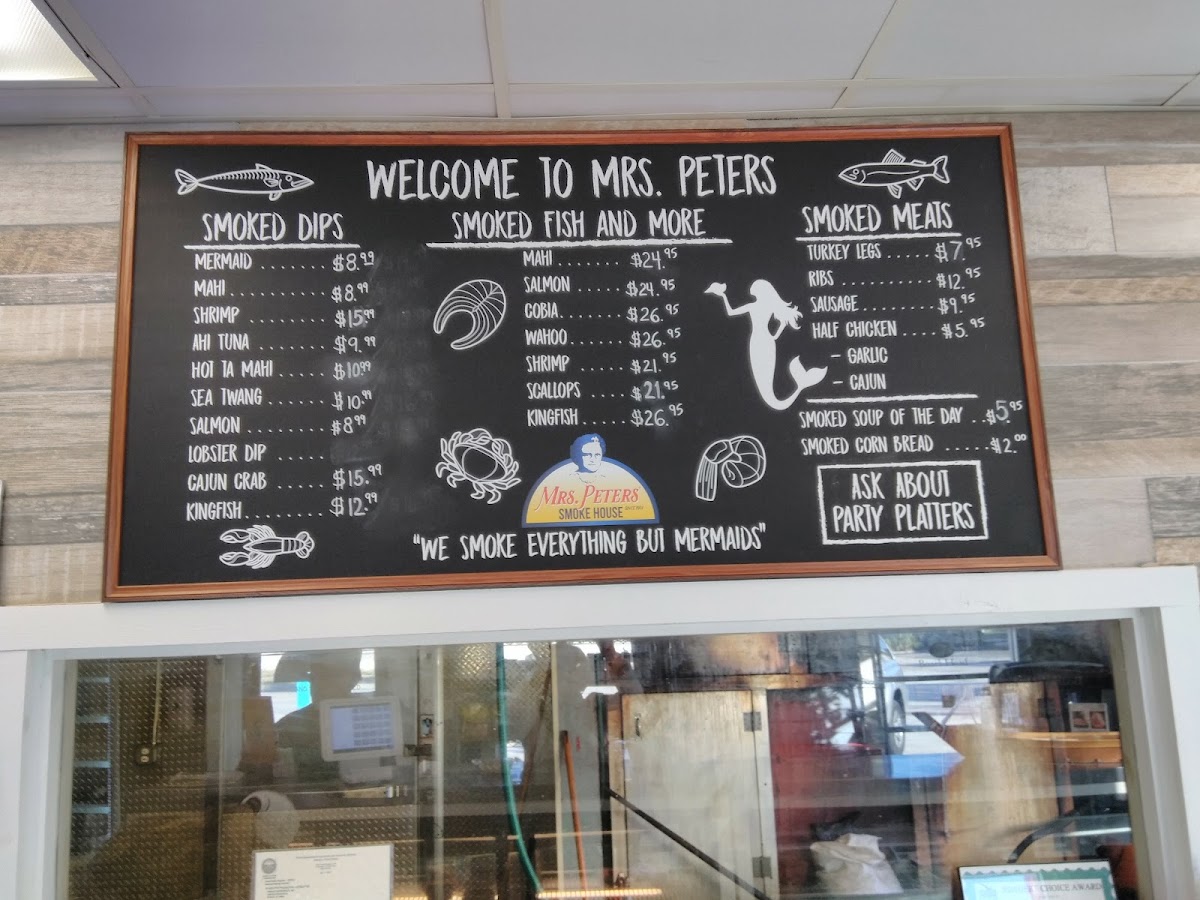 WELCOME TO MRS. PETERS
SMOKED DIPS
MERMAID ....... $8.99
MAHI ........... $8.99
SHRIMP ......... $15.99
AHI TUNA ....... $9.99
HOT TA MAHI ..... $10.99
SEA TWANG ....... $10.99
SALMON ......... $8.99
LOBSTER DIP .....
CAJUN CRAB ...... $15.99
KINGFISH........ $12.99
SMOKED FISH AND MORE
MAHI....... $24.95
SALMON ..... $24.95
COBIA....... $26.95
WAHOO...... $26.95
SHRIMP ..... $21.95
SCALLOPS .... $21.95
KINGFISH.... $26.95
MRS. PETERS
SMOKE HOUSE
"WE SMOKE EVERYTHING BUT MERMAIDS"
SMOKED MEATS
TURKEY LEGS ..... $7.95
RIBS .......... $12.95
SAUSAGE....... $9.95
HALF CHICKEN .... $5.95
- GARLIC
- CAJUN
SMOKED SOUP OF THE DAY .. $5.95
SMOKED CORN BREAD ...... $2.00
ASK ABOUT
PARTY PLATTERS
CHOICE AWARD